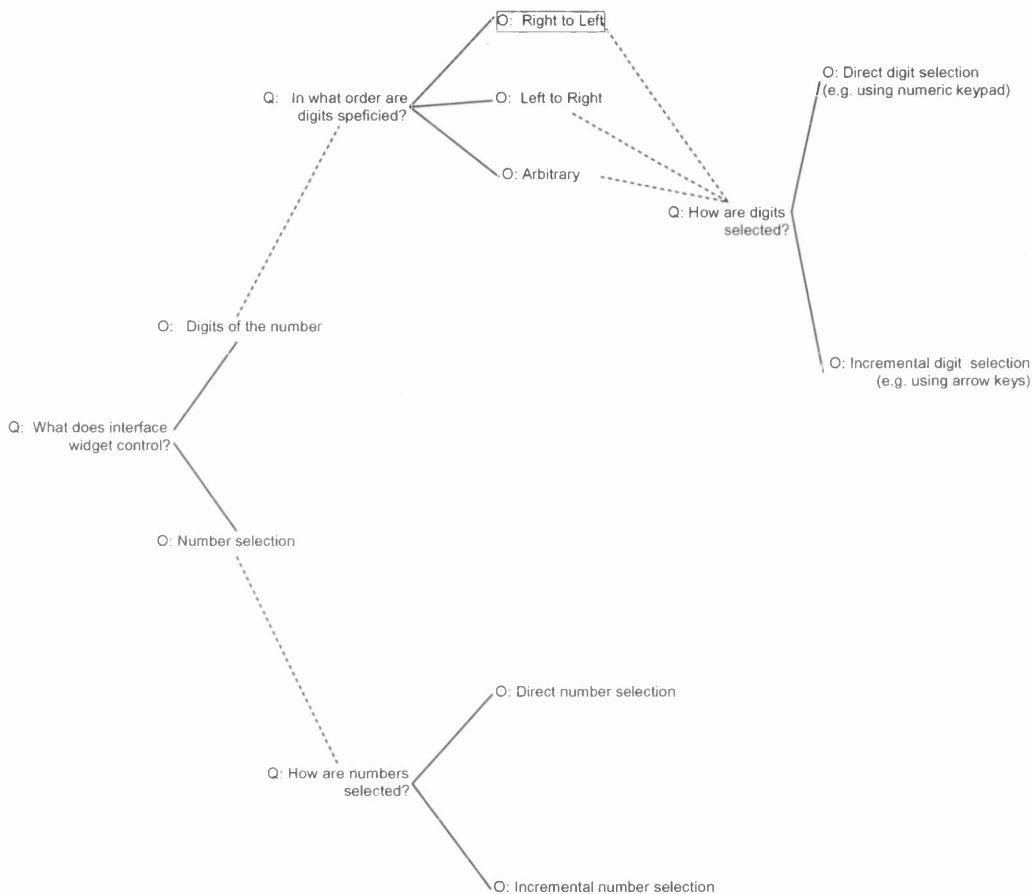 O: Right to Left
Q: In what order are
digits speficied?
O: Left to Right
O: Arbitrary
O: Direct digit selection
(e.g. using numeric keypad)
Q: How are digits
selected?
O: Incremental digit selection
(e.g. using arrow keys)
O: Digits of the number
Q: What does interface
widget control?
O: Number selection
O: Direct number selection
Q: How are numbers
selected?
O: Incremental number selection